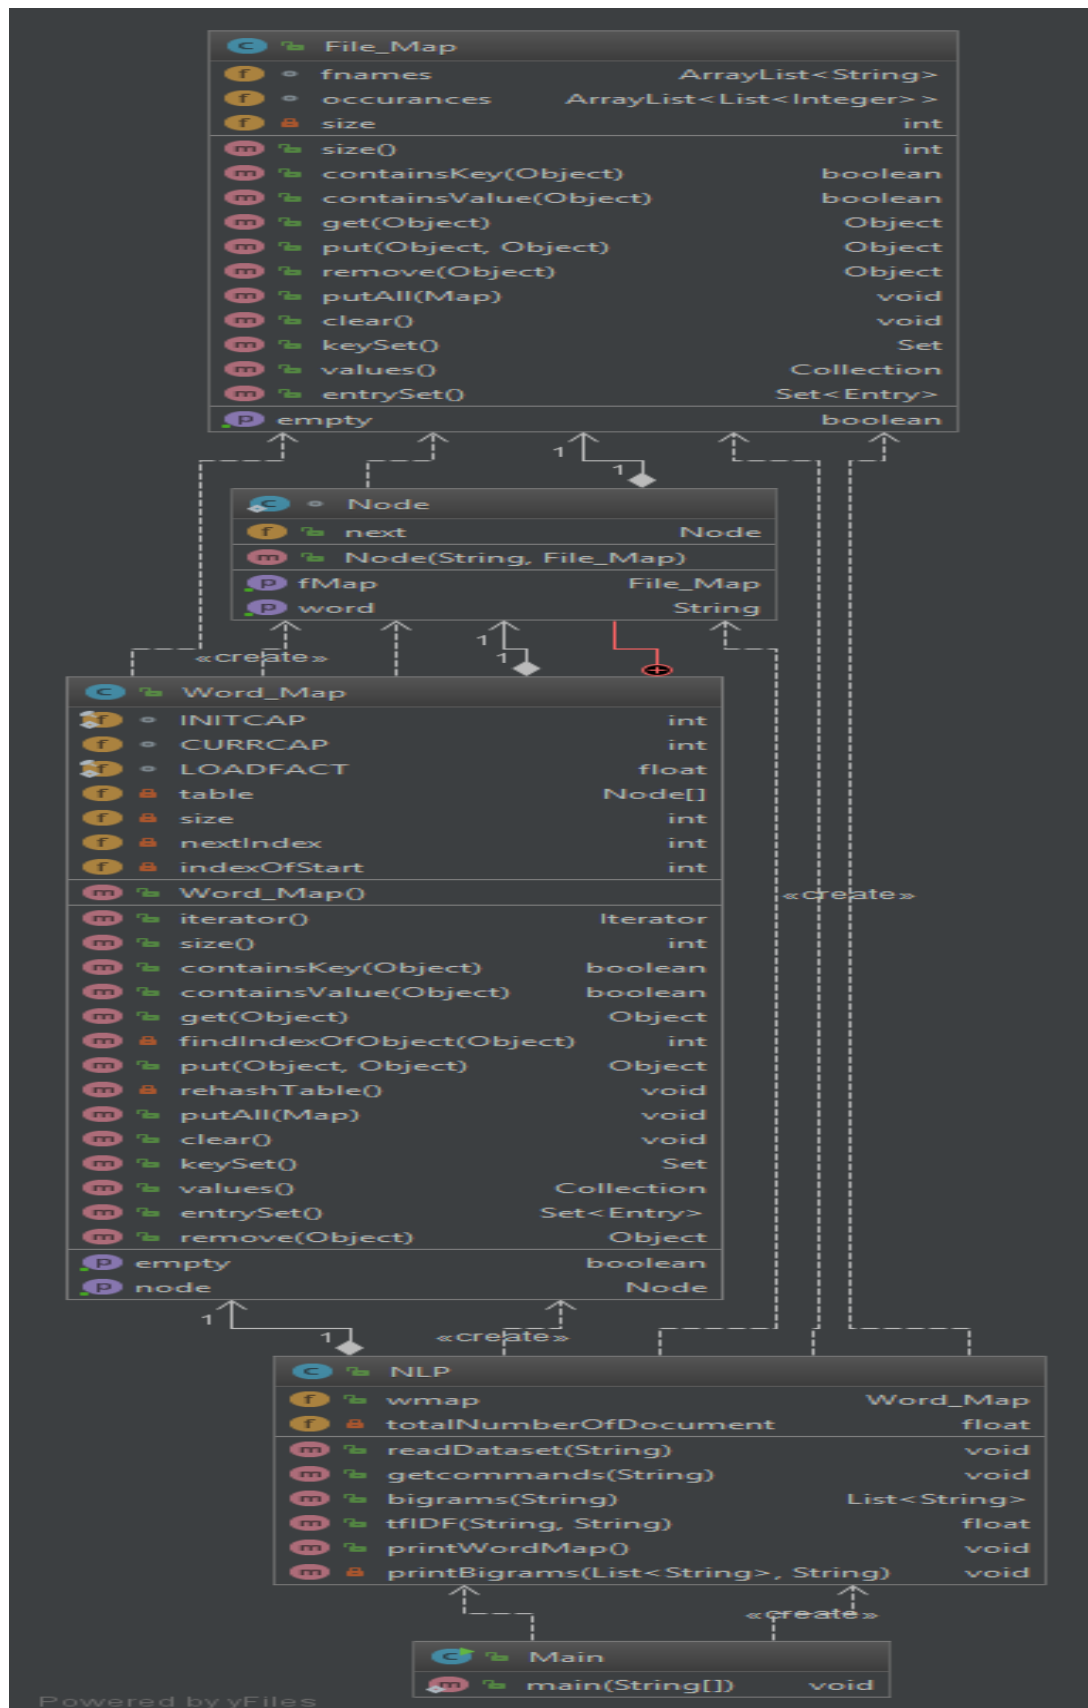 File_Map
fnames ArrayList<String>
occurances ArrayList<List<Integer>>
size int
size() int
containsKey(Object) boolean
containsValue(Object) boolean
get(Object) Object
put(Object, Object) Object
remove(Object) Object
putAll(Map) void
clear() void
keySet() Set
values() Collection
entrySet() Set<Entry>
empty boolean
1
1
Node
next Node
Node(String, File_Map)
fMap File_Map
word String
1
«create» 1
Word_Map
INITCAP int
CURRCAP int
LOADFACT float
table Node[]
size int
nextIndex int
indexOfStart int
Word_Map()
«create»
iterator() Iterator
size() int
containsKey(Object) boolean
containsValue(Object) boolean
get(Object) Object
findIndexOfObject(Object) int
put(Object, Object) Object
rehashTable() void
putAll(Map) void
clear() void
keySet() Set
values() Collection
entrySet() Set<Entry>
remove(Object) Object
empty boolean
node Node
1
1 «create»
NLP
wmap Word_Map
totalNumberOfDocument float
readDataset(String) void
getcommands(String) void
bigrams(String) List<String>
tfIDF(String, String) float
printWordMap() void
printBigrams(List<String>, String) void
«create»
Main
main(String[]) void
Powered by yFiles